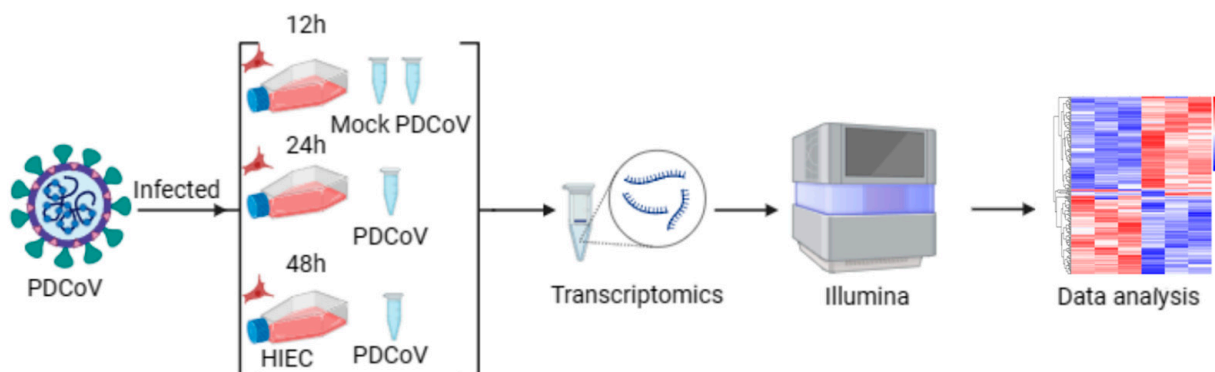 12h
Mock PDCoV
24h
Infected
PDCoV
PDCoV
48h
HIEC
PDCoV
Transcriptomics
Illumina
Data analysis